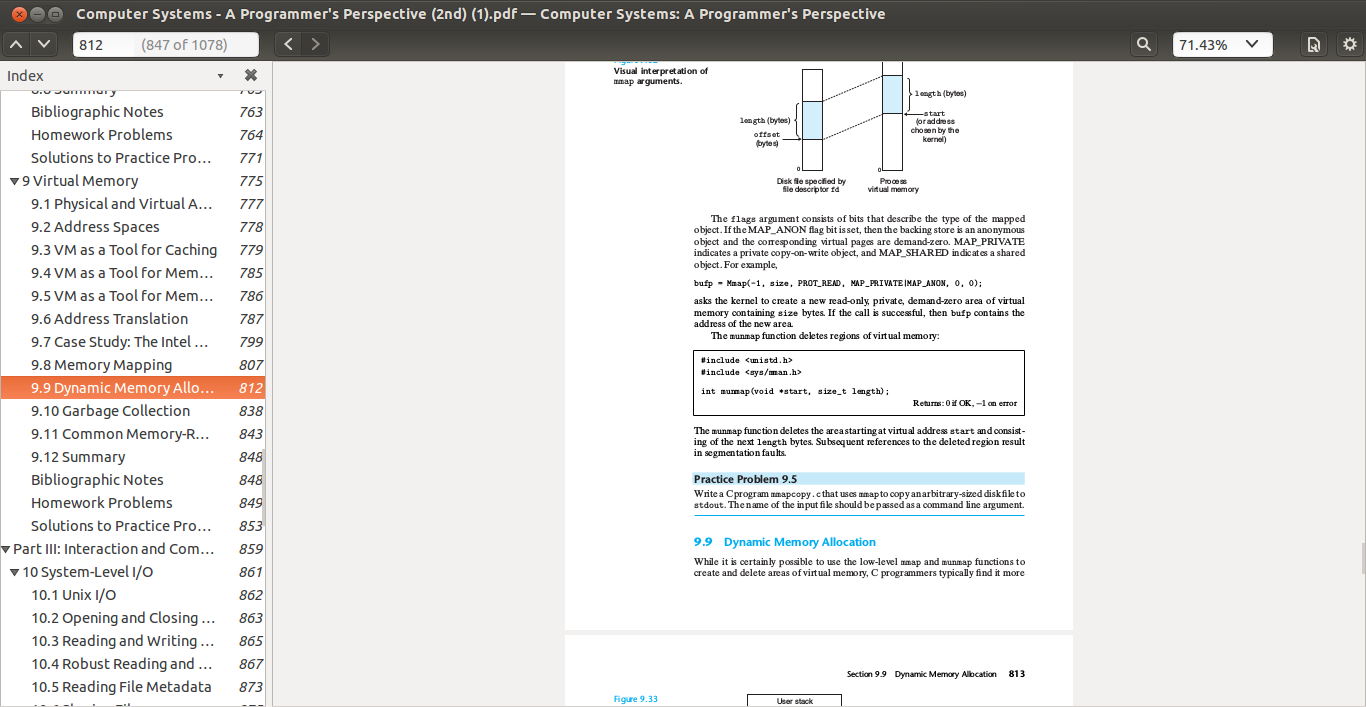 Computer Systems - A Programmer's Perspective (2nd) (1).pdf — Computer Systems: A Programmer's Perspective
812 (847 of 1078)
71.43%
Index
8.8 Summary 763
Bibliographic Notes 763
Homework Problems 764
Solutions to Practice Pro... 771
9 Virtual Memory 775
9.1 Physical and Virtual A... 777
9.2 Address Spaces 778
9.3 VM as a Tool for Caching 779
9.4 VM as a Tool for Mem... 785
9.5 VM as a Tool for Mem... 786
9.6 Address Translation 787
9.7 Case Study: The Intel ... 799
9.8 Memory Mapping 807
9.9 Dynamic Memory Allo... 812
9.10 Garbage Collection 838
9.11 Common Memory-R... 843
9.12 Summary 848
Bibliographic Notes 848
Homework Problems 849
Solutions to Practice Pro... 853
Part III: Interaction and Com... 859
10 System-Level I/O 861
10.1 Unix I/O 862
10.2 Opening and Closing ... 863
10.3 Reading and Writing ... 865
10.4 Robust Reading and ... 867
10.5 Reading File Metadata 873
Visual interpretation of
mmap arguments.
length (bytes)
offset
(bytes)
0
Disk file specified by
file descriptor fd
length (bytes)
start
(or address
chosen by the
kernel)
0
Process
virtual memory
The flags argument consists of bits that describe the type of the mapped
object. If the MAP_ANON flag bit is set, then the backing store is an anonymous
object and the corresponding virtual pages are demand-zero. MAP_PRIVATE
indicates a private copy-on-write object, and MAP_SHARED indicates a shared
object. For example,
bufp = Mmap(-1, size, PROT_READ, MAP_PRIVATE|MAP_ANON, 0, 0);
asks the kernel to create a new read-only, private, demand-zero area of virtual
memory containing size bytes. If the call is successful, then bufp contains the
address of the new area.
The munmap function deletes regions of virtual memory:
#include <unistd.h>
#include <sys/mman.h>
int munmap(void *start, size_t length);
Returns: 0 if OK, −1 on error
The munmap function deletes the area starting at virtual address start and consist-
ing of the next length bytes. Subsequent references to the deleted region result
in segmentation faults.
Practice Problem 9.5
Write a C program mmapcopy.c that uses mmap to copy an arbitrary-sized disk file to
stdout. The name of the input file should be passed as a command line argument.
9.9 Dynamic Memory Allocation
While it is certainly possible to use the low-level mmap and munmap functions to
create and delete areas of virtual memory, C programmers typically find it more
Section 9.9 Dynamic Memory Allocation 813
Figure 9.33
User stack